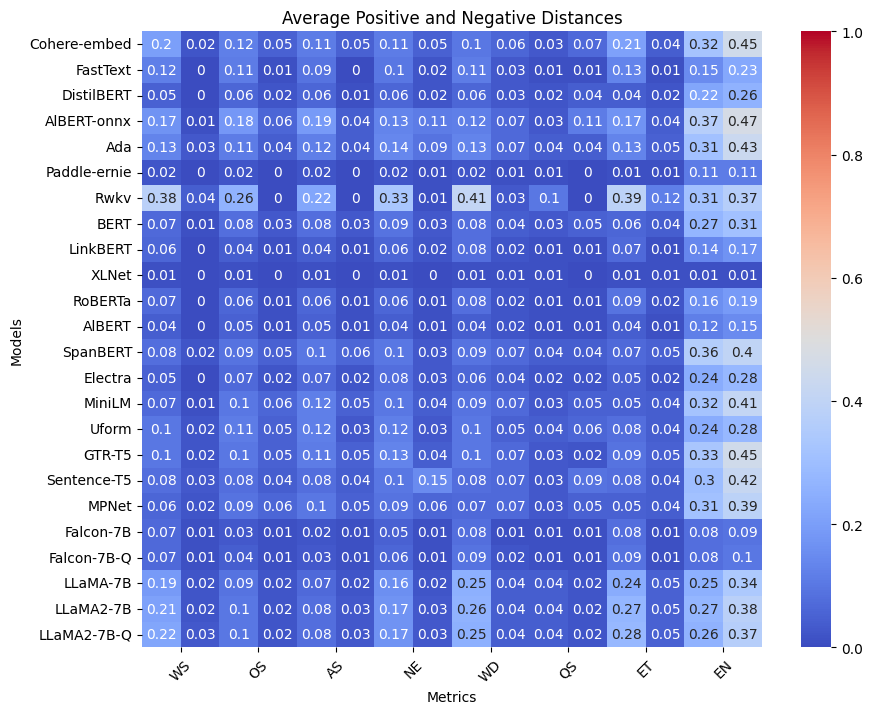 Average Positive and Negative Distances
Models
Cohere-embed 0.2 0.02 0.12 0.05 0.11 0.05 0.11 0.05 0.1 0.06 0.03 0.07 0.21 0.04 0.32 0.45
FastText 0.12 0 0.11 0.01 0.09 0 0.1 0.02 0.11 0.03 0.01 0.01 0.13 0.01 0.15 0.23
DistilBERT 0.05 0 0.06 0.02 0.06 0.01 0.06 0.02 0.06 0.03 0.02 0.04 0.04 0.02 0.22 0.26
AlBERT-onnx 0.17 0.01 0.18 0.06 0.19 0.04 0.13 0.11 0.12 0.07 0.03 0.11 0.17 0.04 0.37 0.47
Ada 0.13 0.03 0.11 0.04 0.12 0.04 0.14 0.09 0.13 0.07 0.04 0.04 0.13 0.05 0.31 0.43
Paddle-ernie 0.02 0 0.02 0 0.02 0 0.02 0.01 0.02 0.01 0.01 0 0.01 0.01 0.11 0.11
Rwkv 0.38 0.04 0.26 0 0.22 0 0.33 0.01 0.41 0.03 0.1 0 0.39 0.12 0.31 0.37
BERT 0.07 0.01 0.08 0.03 0.08 0.03 0.09 0.03 0.08 0.04 0.03 0.05 0.06 0.04 0.27 0.31
LinkBERT 0.06 0 0.04 0.01 0.04 0.01 0.06 0.02 0.08 0.02 0.01 0.01 0.07 0.01 0.14 0.17
XLNet 0.01 0 0.01 0 0.01 0 0.01 0 0.01 0.01 0.01 0 0.01 0.01 0.01 0.01
RoBERTa 0.07 0 0.06 0.01 0.06 0.01 0.06 0.01 0.08 0.02 0.01 0.01 0.09 0.02 0.16 0.19
AlBERT 0.04 0 0.05 0.01 0.05 0.01 0.04 0.01 0.04 0.02 0.01 0.01 0.04 0.01 0.12 0.15
SpanBERT 0.08 0.02 0.09 0.05 0.1 0.06 0.1 0.03 0.09 0.07 0.04 0.04 0.07 0.05 0.36 0.4
Electra 0.05 0 0.07 0.02 0.07 0.02 0.08 0.03 0.06 0.04 0.02 0.02 0.05 0.02 0.24 0.28
MiniLM 0.07 0.01 0.1 0.06 0.12 0.05 0.1 0.04 0.09 0.07 0.03 0.05 0.05 0.04 0.32 0.41
Uform 0.1 0.02 0.11 0.05 0.12 0.03 0.12 0.03 0.1 0.05 0.04 0.06 0.08 0.04 0.24 0.28
GTR-T5 0.1 0.02 0.1 0.05 0.11 0.05 0.13 0.04 0.1 0.07 0.03 0.02 0.09 0.05 0.33 0.45
Sentence-T5 0.08 0.03 0.08 0.04 0.08 0.04 0.1 0.15 0.08 0.07 0.03 0.09 0.08 0.04 0.3 0.42
MPNet 0.06 0.02 0.09 0.06 0.1 0.05 0.09 0.06 0.07 0.07 0.03 0.05 0.05 0.04 0.31 0.39
Falcon-7B 0.07 0.01 0.03 0.01 0.02 0.01 0.05 0.01 0.08 0.01 0.01 0.01 0.08 0.01 0.08 0.09
Falcon-7B-Q 0.07 0.01 0.04 0.01 0.03 0.01 0.06 0.01 0.09 0.02 0.01 0.01 0.09 0.01 0.08 0.1
LLaMA-7B 0.19 0.02 0.09 0.02 0.07 0.02 0.16 0.02 0.25 0.04 0.04 0.02 0.24 0.05 0.25 0.34
LLaMA2-7B 0.21 0.02 0.1 0.02 0.08 0.03 0.17 0.03 0.26 0.04 0.04 0.02 0.27 0.05 0.27 0.38
LLaMA2-7B-Q 0.22 0.03 0.1 0.02 0.08 0.03 0.17 0.03 0.25 0.04 0.04 0.02 0.28 0.05 0.26 0.37
WS OS AS NE WD QS ET EN
Metrics
1.0
0.8
0.6
0.4
0.2
0.0